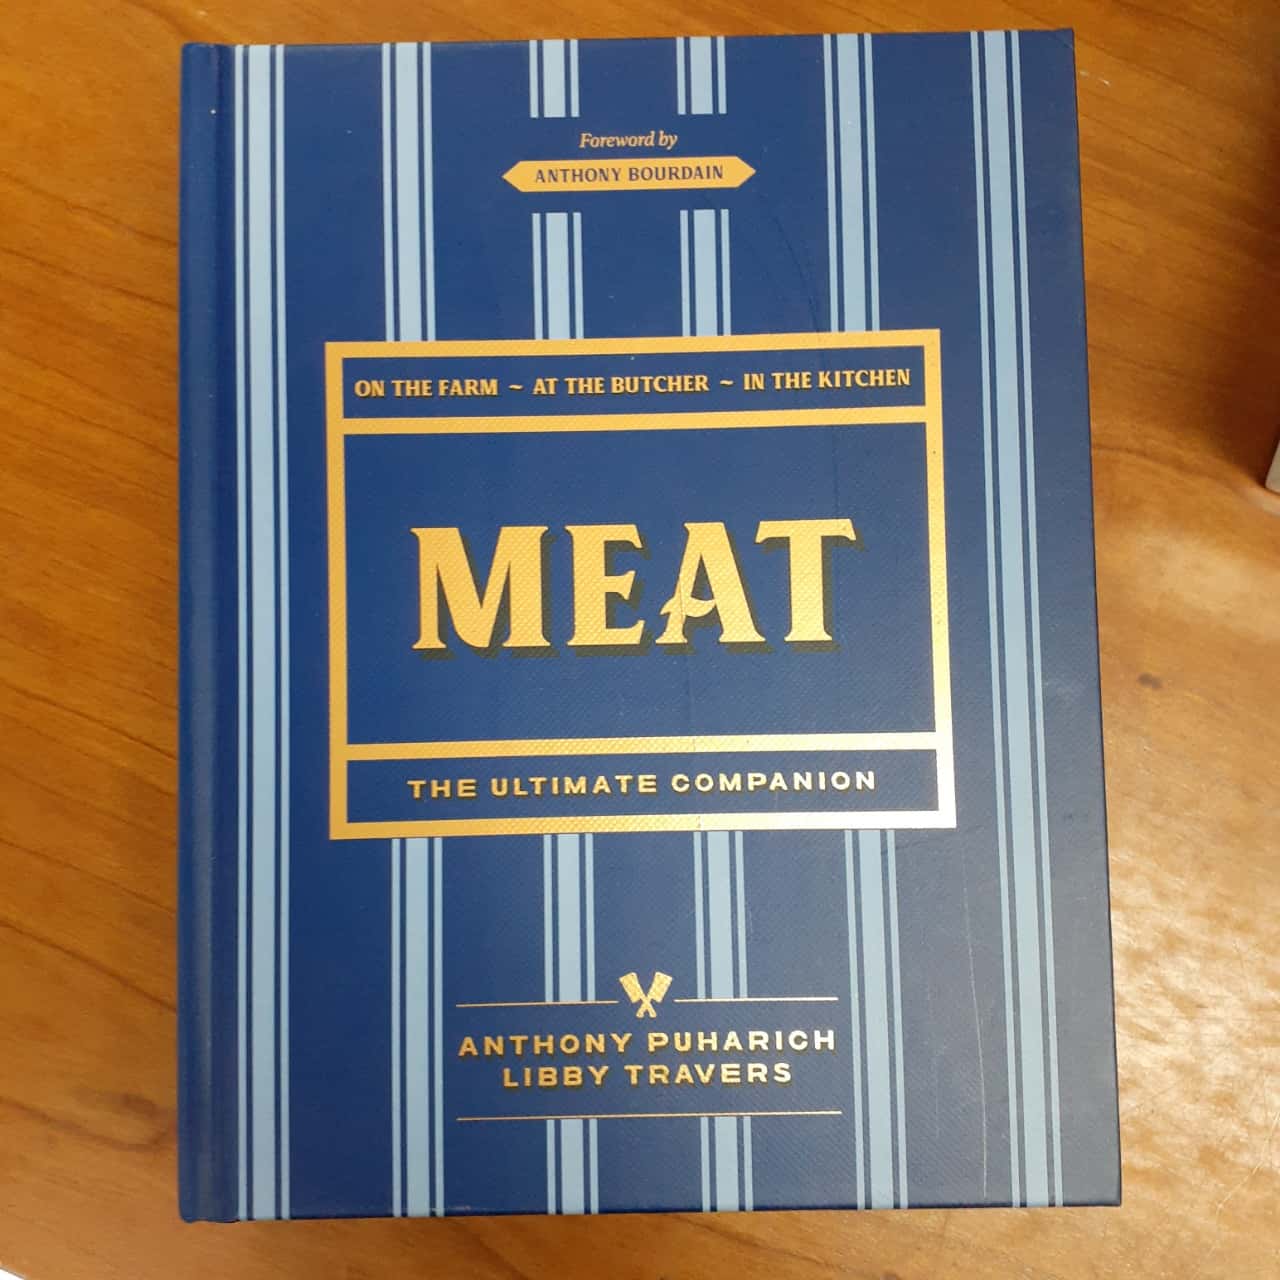 Foreword by
ANTHONY BOURDAIN
ON THE FARM ~ AT THE BUTCHER ~ IN THE KITCHEN
MEAT
THE ULTIMATE COMPANION
ANTHONY PUHARICH
LIBBY TRAVERS